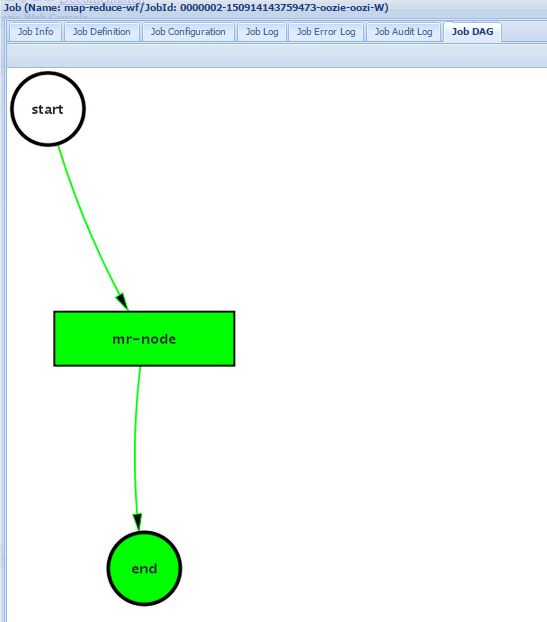 Job (Name: map-reduce-wf/JobId: 0000002-150914143759473-oozie-oozi-W)
Job Info Job Definition Job Configuration Job Log Job Error Log Job Audit Log Job DAG
start
mr-node
end